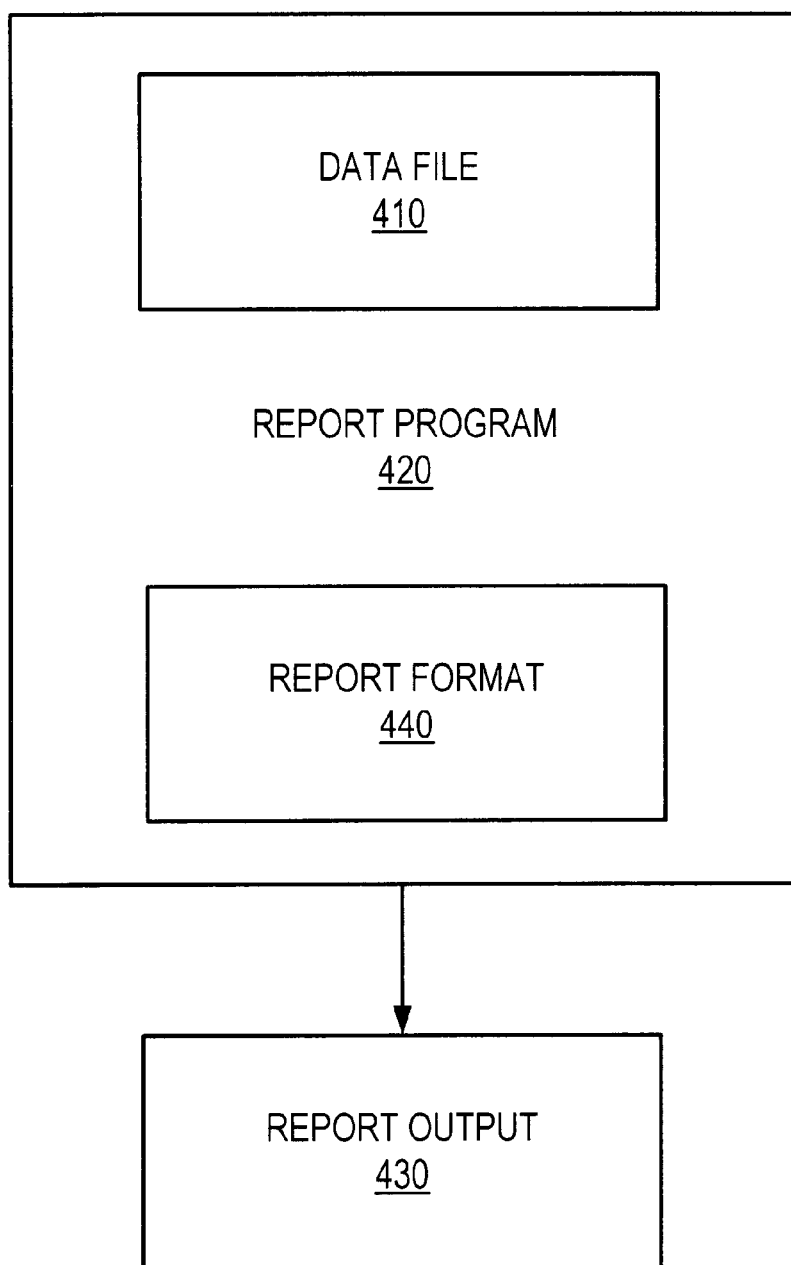 DATA FILE
410
REPORT PROGRAM
420
REPORT FORMAT
440
REPORT OUTPUT
430